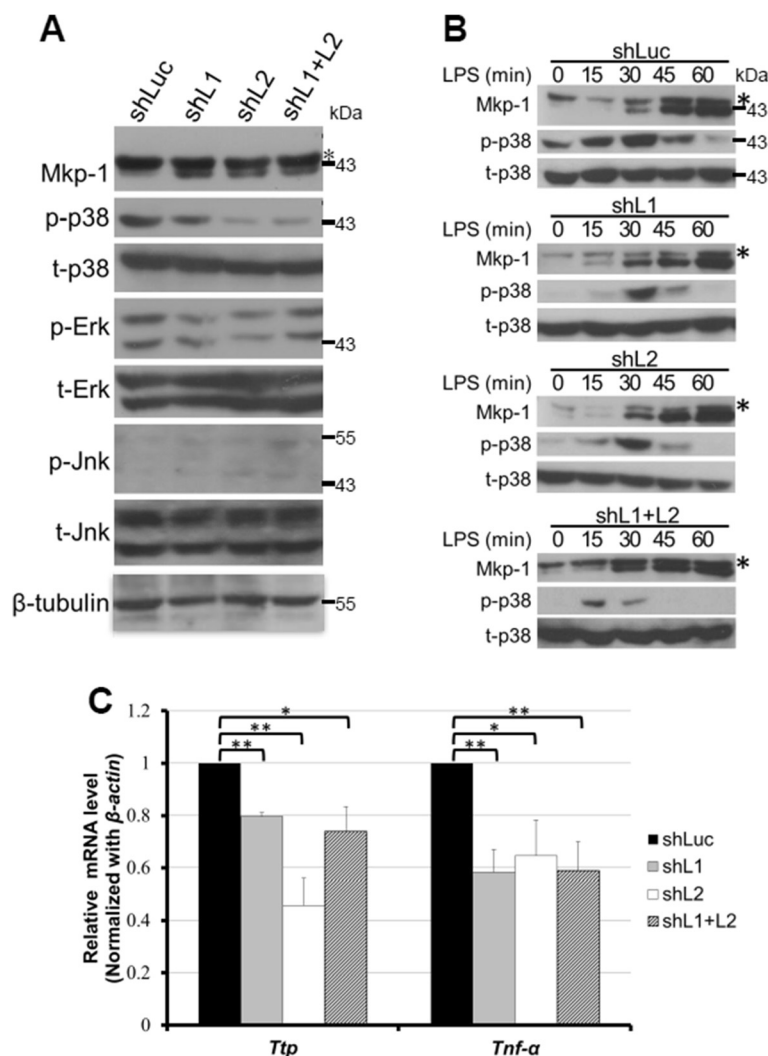 A
shLuc shL1 shL2 shL1+L2
kDa
Mkp-1 * 43
p-p38 43
t-p38
p-Erk 43
t-Erk
p-Jnk 55
43
t-Jnk
β-tubulin 55
B
shLuc
LPS (min) 0 15 30 45 60 kDa
Mkp-1 * 43
p-p38
t-p38 43
shL1
LPS (min) 0 15 30 45 60
Mkp-1 *
p-p38
t-p38
shL2
LPS (min) 0 15 30 45 60
Mkp-1 *
p-p38
t-p38
shL1+L2
LPS (min) 0 15 30 45 60
Mkp-1 *
p-p38
t-p38
C
Relative mRNA level
(Normalized with β-actin)
1.2
1
0.8
0.6
0.4
0.2
0
*
**
**
**
*
**
Ttp
Tnf-α
shLuc
shL1
shL2
shL1+L2